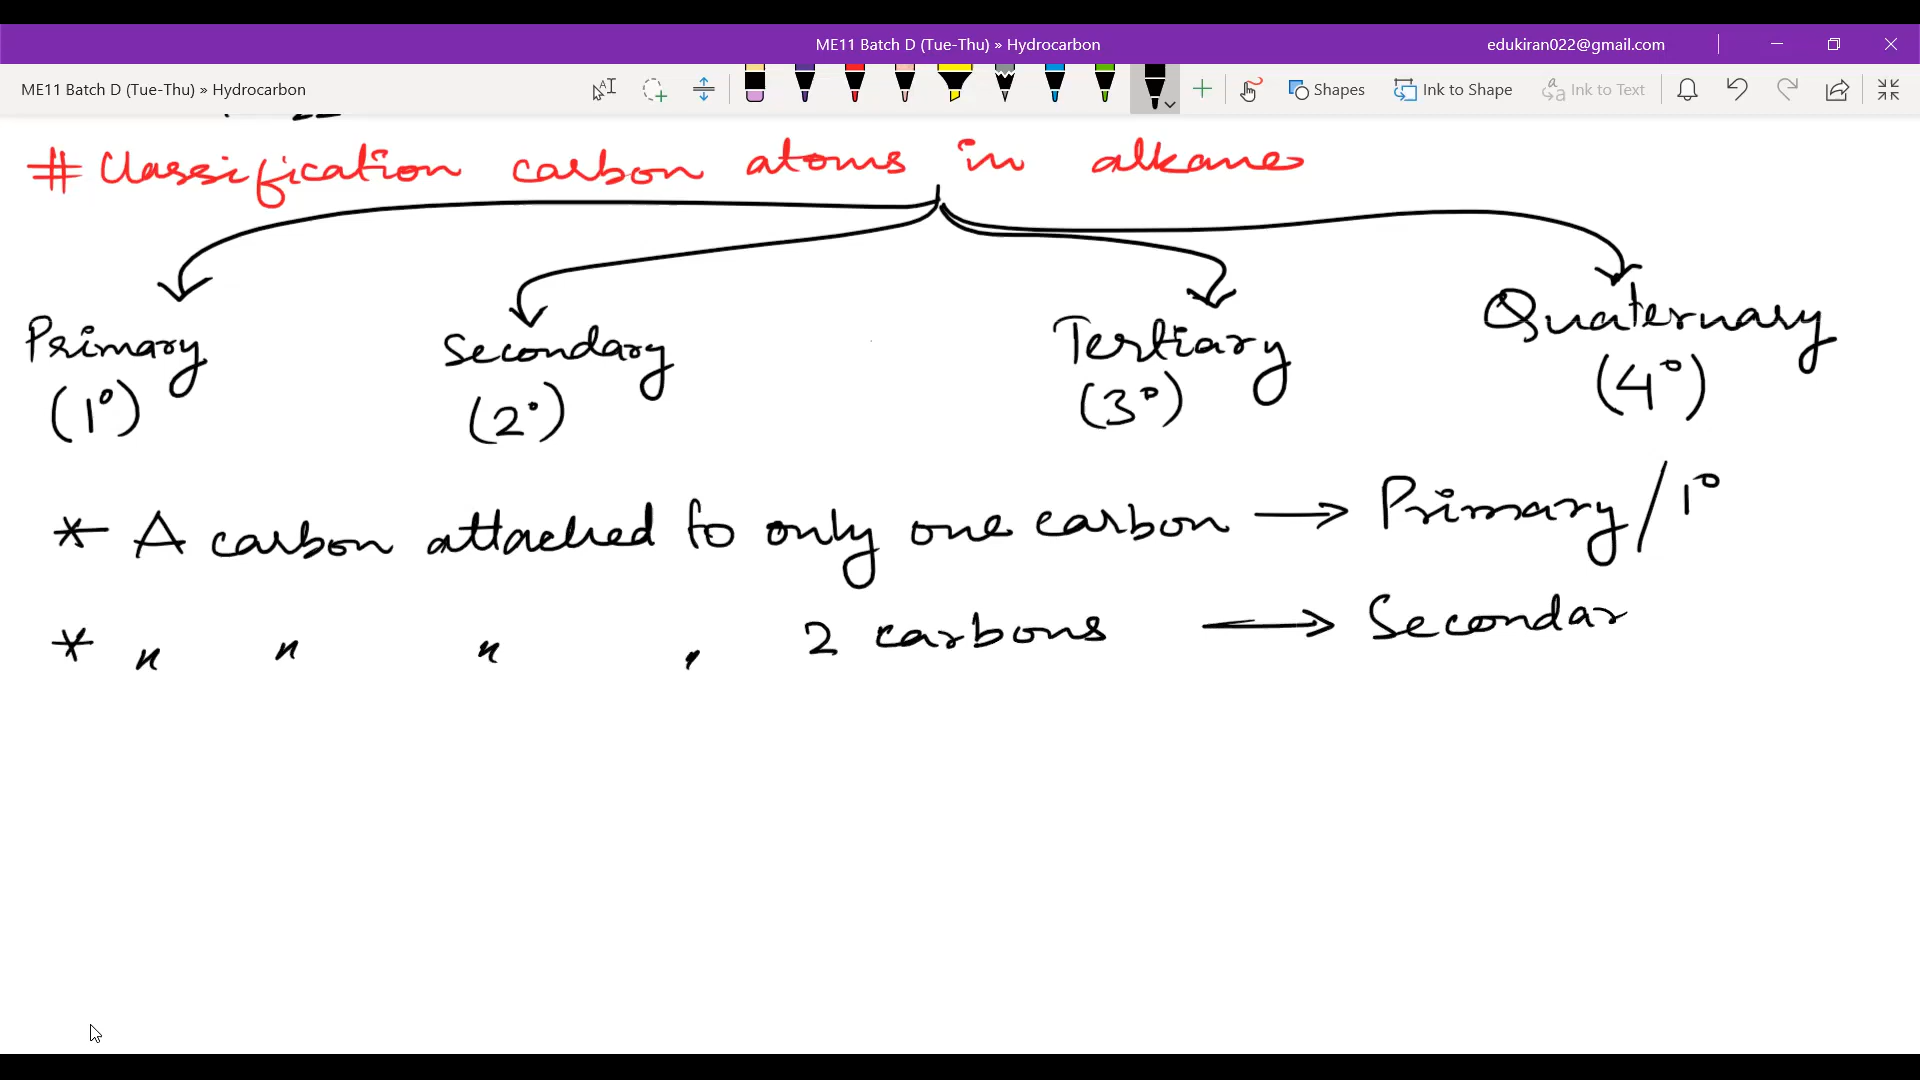 ME11 Batch D (Tue-Thu) » Hydrocarbon
edukiran022@gmail.com
ME11 Batch D (Tue-Thu) » Hydrocarbon
Shapes
Ink to Shape
Ink to Text
# Classification carbon atoms in alkane
Primary Secondary Tertiary Quaternary
(1°) (2°) (3°) (4°)
* A carbon attached to only one carbon → Primary / 1°
* " " " , 2 carbons → Secondar